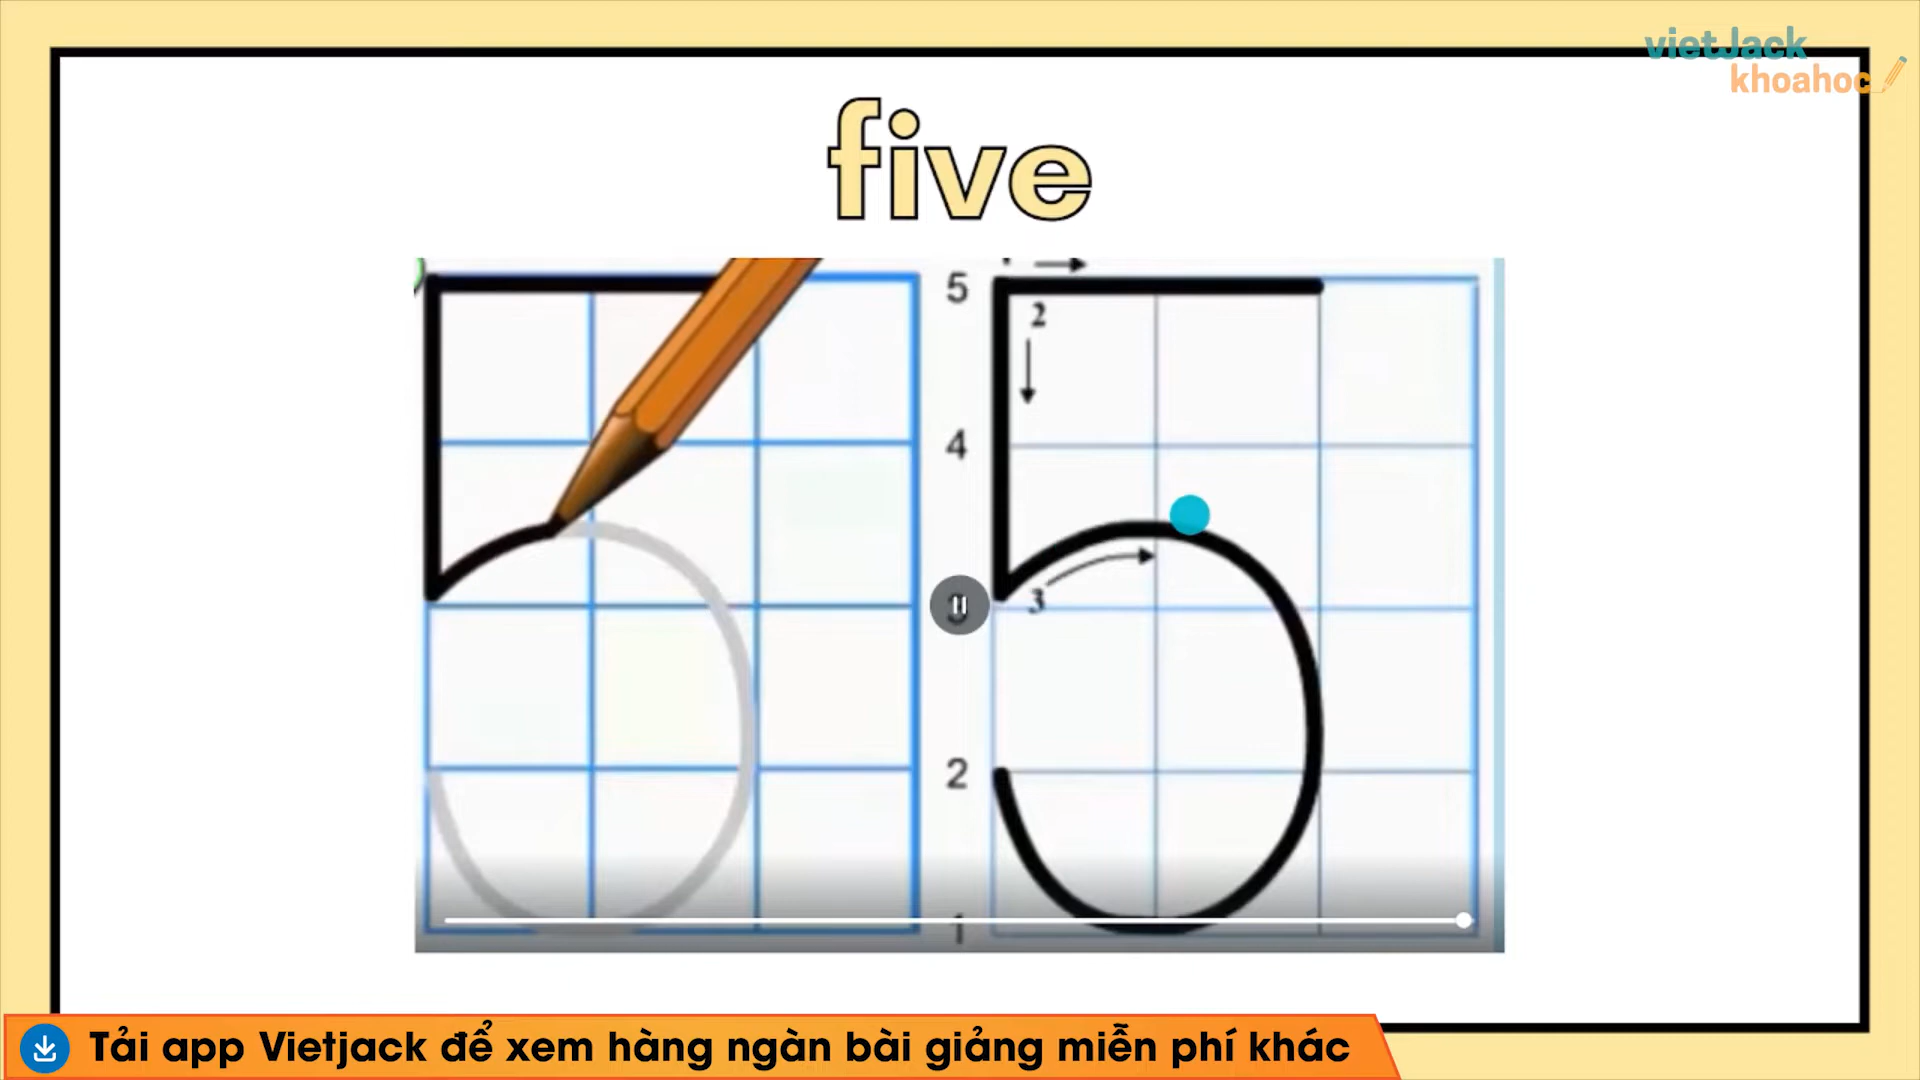 vietJack
khoahoc
five
5
2
4
3
2
1
Tải app Vietjack để xem hàng ngàn bài giảng miễn phí khác